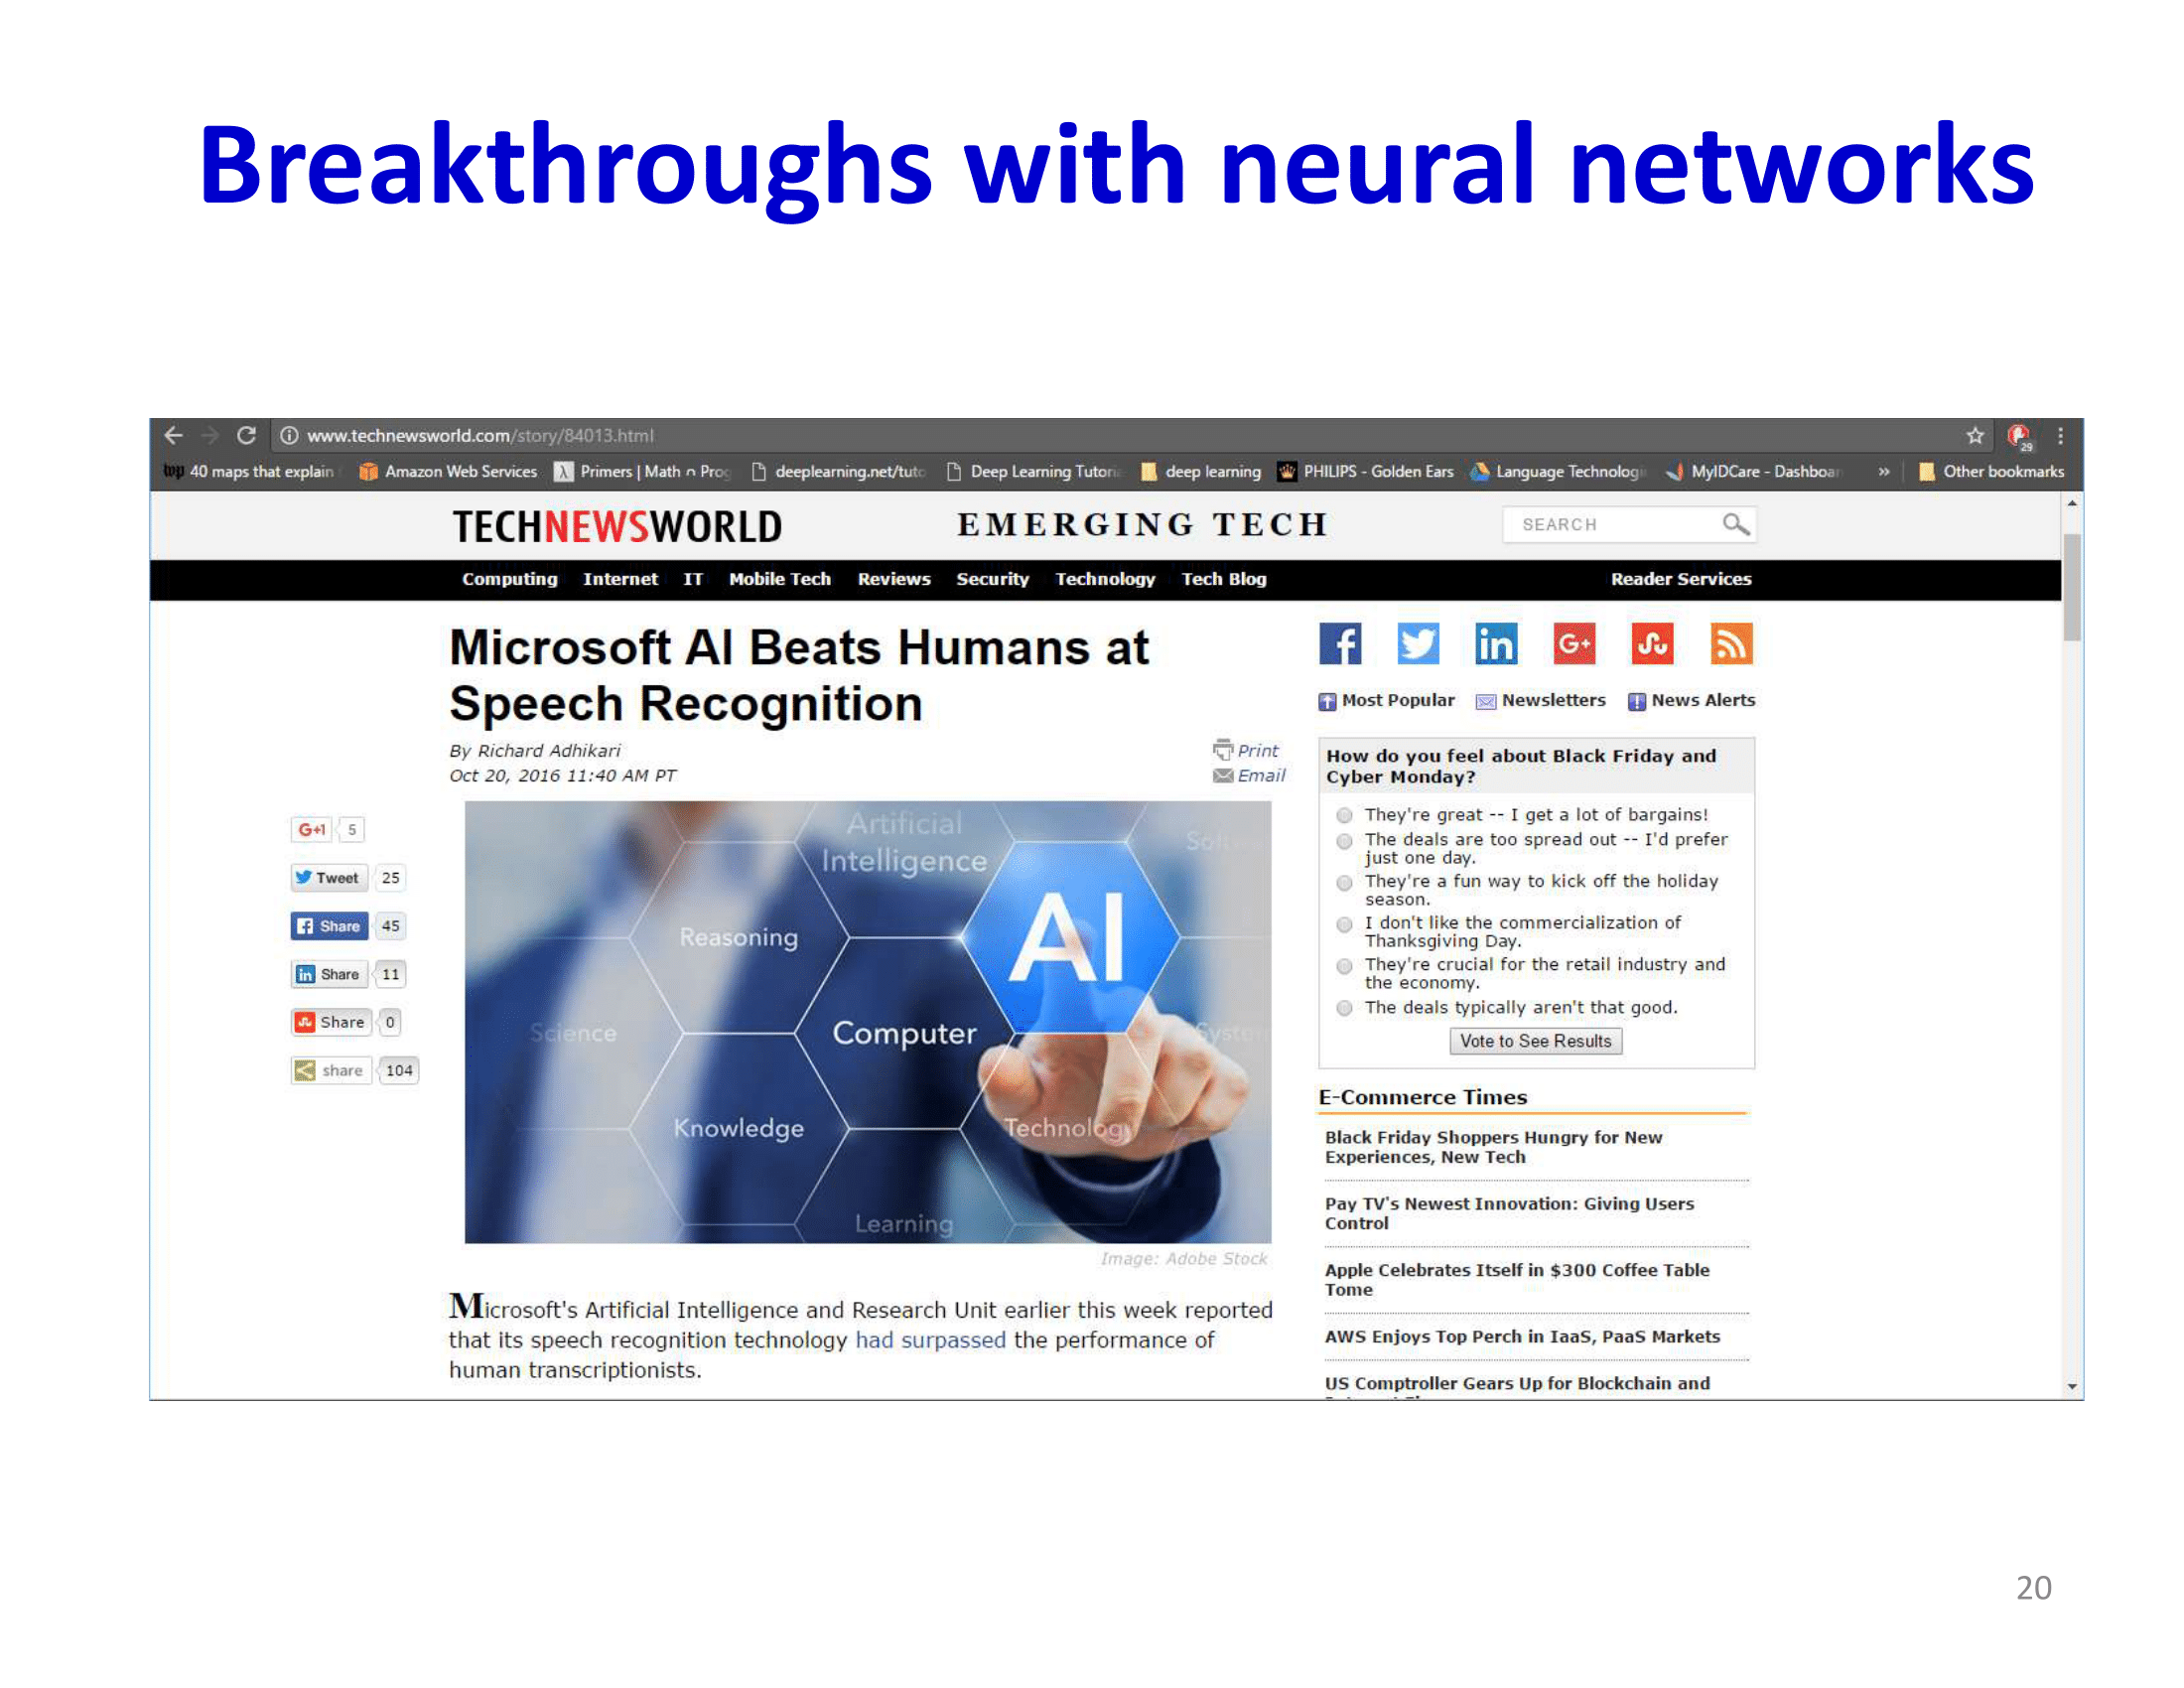 Breakthroughs with neural networks
www.technewsworld.com/story/84013.html
29
40 maps that explain
Amazon Web Services
Primers | Math ∩ Prog
deeplearning.net/tuto
Deep Learning Tutori
deep learning
PHILIPS - Golden Ears
Language Technologi
MyIDCare - Dashboar
»
Other bookmarks
TECHNEWSWORLD
EMERGING TECH
SEARCH
Computing Internet IT Mobile Tech Reviews Security Technology Tech Blog
Reader Services
Microsoft AI Beats Humans at
Speech Recognition
By Richard Adhikari
Oct 20, 2016 11:40 AM PT
Print
Email
G+1 5
Tweet 25
Share 45
in Share 11
Share 0
share 104
Artificial
Intelligence
Soft
Reasoning
AI
Science
Computer
Syste
Knowledge
Technology
Learning
Image: Adobe Stock
Microsoft's Artificial Intelligence and Research Unit earlier this week reported
that its speech recognition technology had surpassed the performance of
human transcriptionists.
f
in
G+
Most Popular
Newsletters
News Alerts
How do you feel about Black Friday and
Cyber Monday?
They're great -- I get a lot of bargains!
The deals are too spread out -- I'd prefer
just one day.
They're a fun way to kick off the holiday
season.
I don't like the commercialization of
Thanksgiving Day.
They're crucial for the retail industry and
the economy.
The deals typically aren't that good.
Vote to See Results
E-Commerce Times
Black Friday Shoppers Hungry for New
Experiences, New Tech
Pay TV's Newest Innovation: Giving Users
Control
Apple Celebrates Itself in $300 Coffee Table
Tome
AWS Enjoys Top Perch in IaaS, PaaS Markets
US Comptroller Gears Up for Blockchain and
20